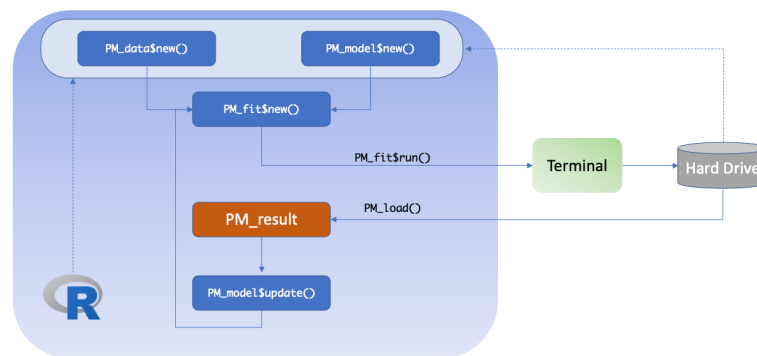 PM_data$new()
PM_model$new()
PM_fit$new()
PM_fit$run()
Terminal
Hard Drive
PM_load()
PM_result
PM_model$update()
R